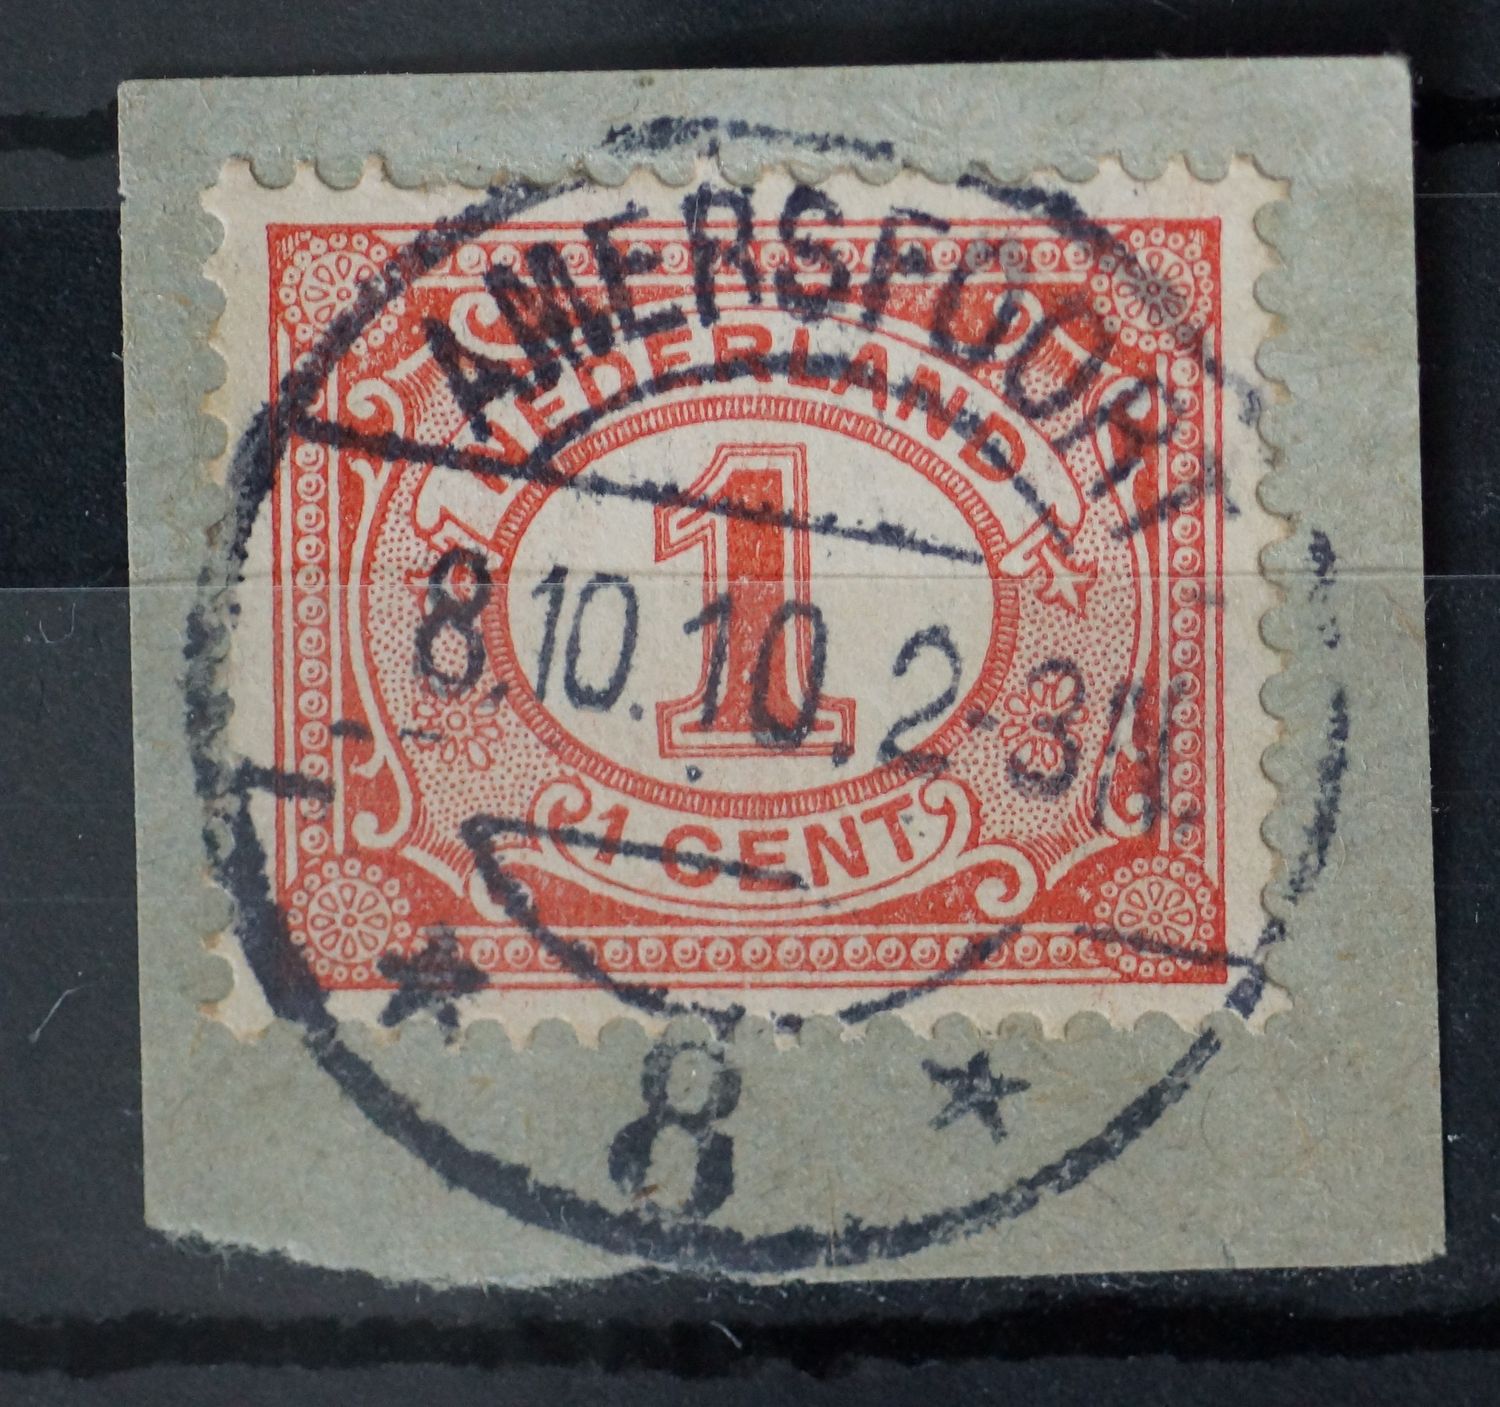 AMERSFOORT
NEDERLAND
1
8.10.10. 2-3N.
1 CENT
8